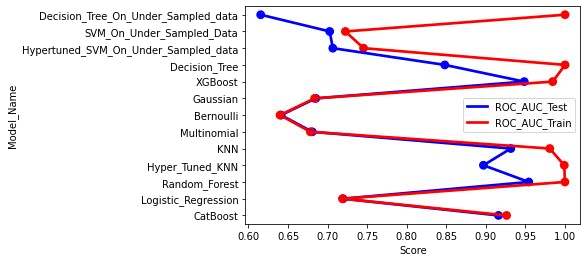 Decision_Tree_On_Under_Sampled_data
SVM_On_Under_Sampled_Data
Hypertuned_SVM_On_Under_Sampled_data
Decision_Tree
XGBoost
Gaussian
Bernoulli
Multinomial
KNN
Hyper_Tuned_KNN
Random_Forest
Logistic_Regression
CatBoost
Model_Name
ROC_AUC_Test
ROC_AUC_Train
0.60 0.65 0.70 0.75 0.80 0.85 0.90 0.95 1.00
Score